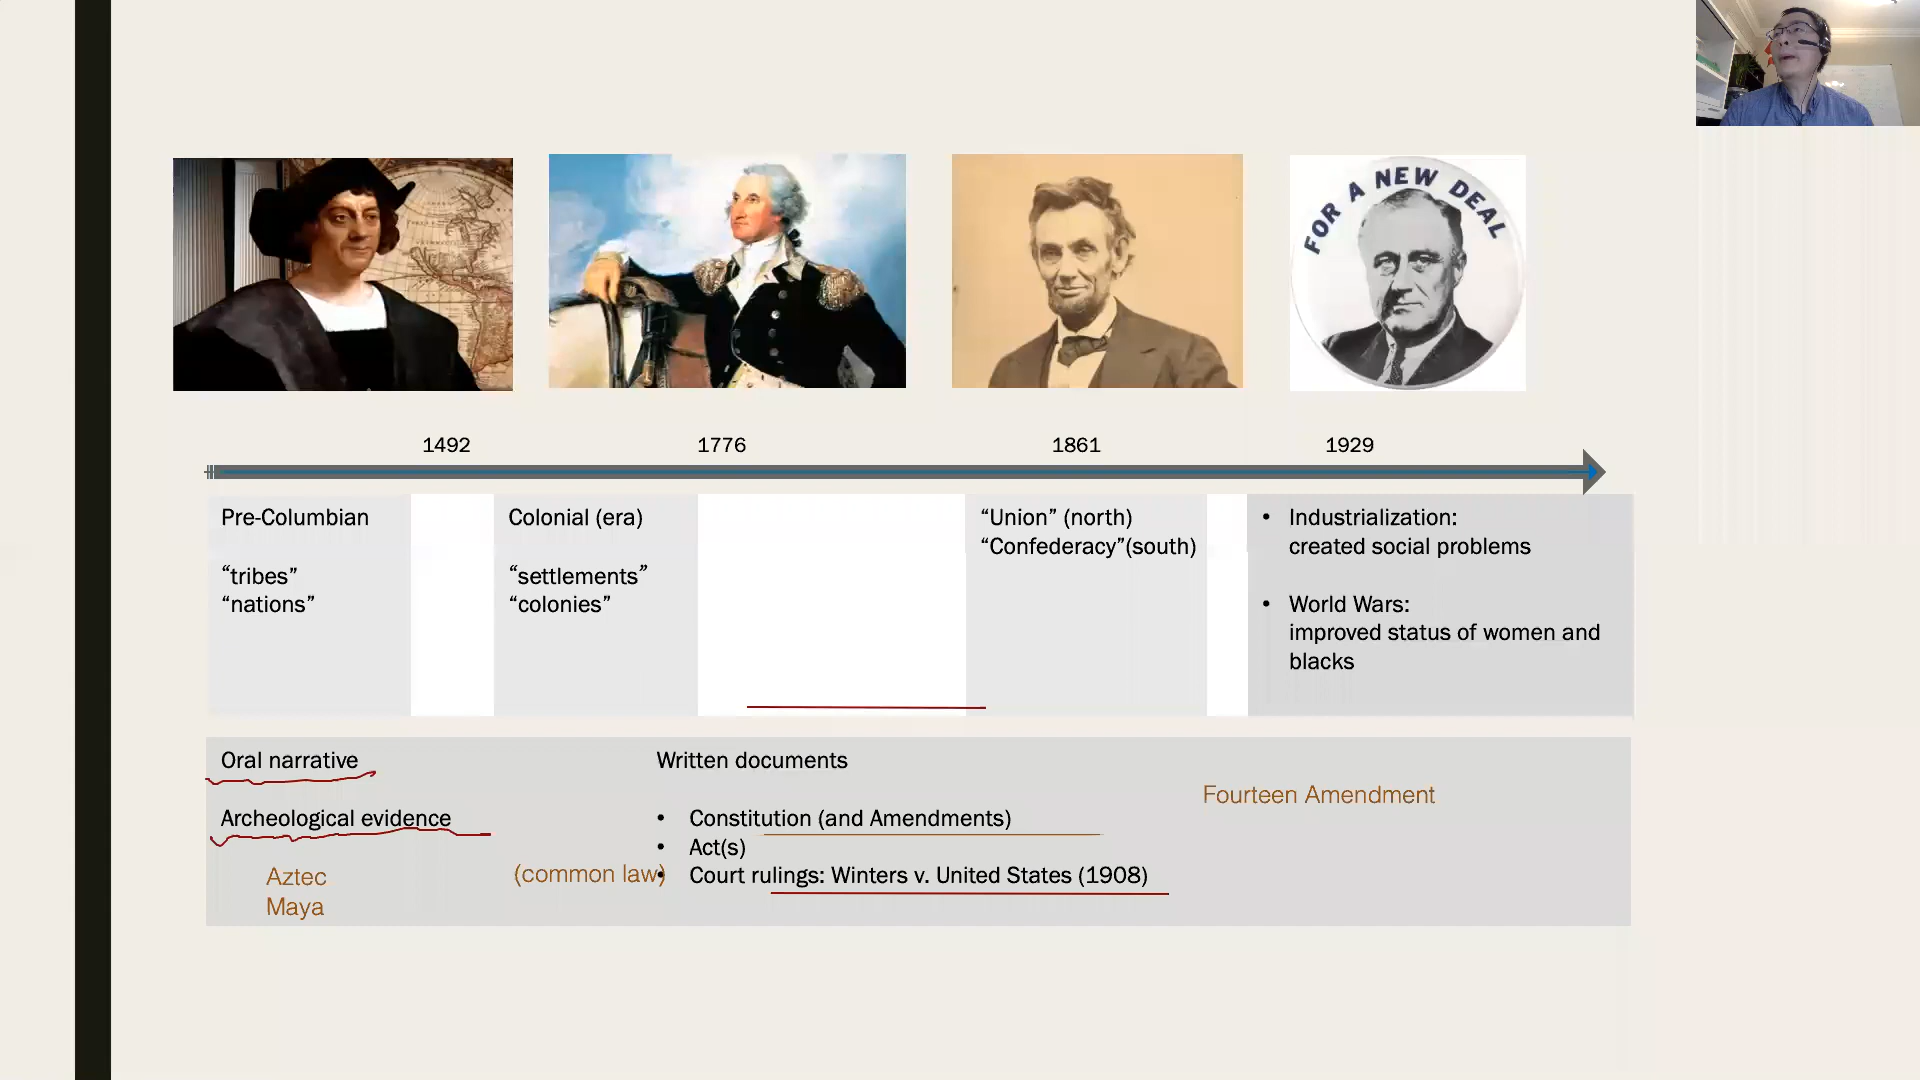 FOR A NEW DEAL
1492
1776
1861
1929
Pre-Columbian
“tribes”
“nations”
Colonial (era)
“settlements”
“colonies”
“Union” (north)
“Confederacy”(south)
• Industrialization:
created social problems
• World Wars:
improved status of women and
blacks
Oral narrative
Archeological evidence
Aztec
Maya
(common law)
Written documents
• Constitution (and Amendments)
• Act(s)
• Court rulings: Winters v. United States (1908)
Fourteen Amendment